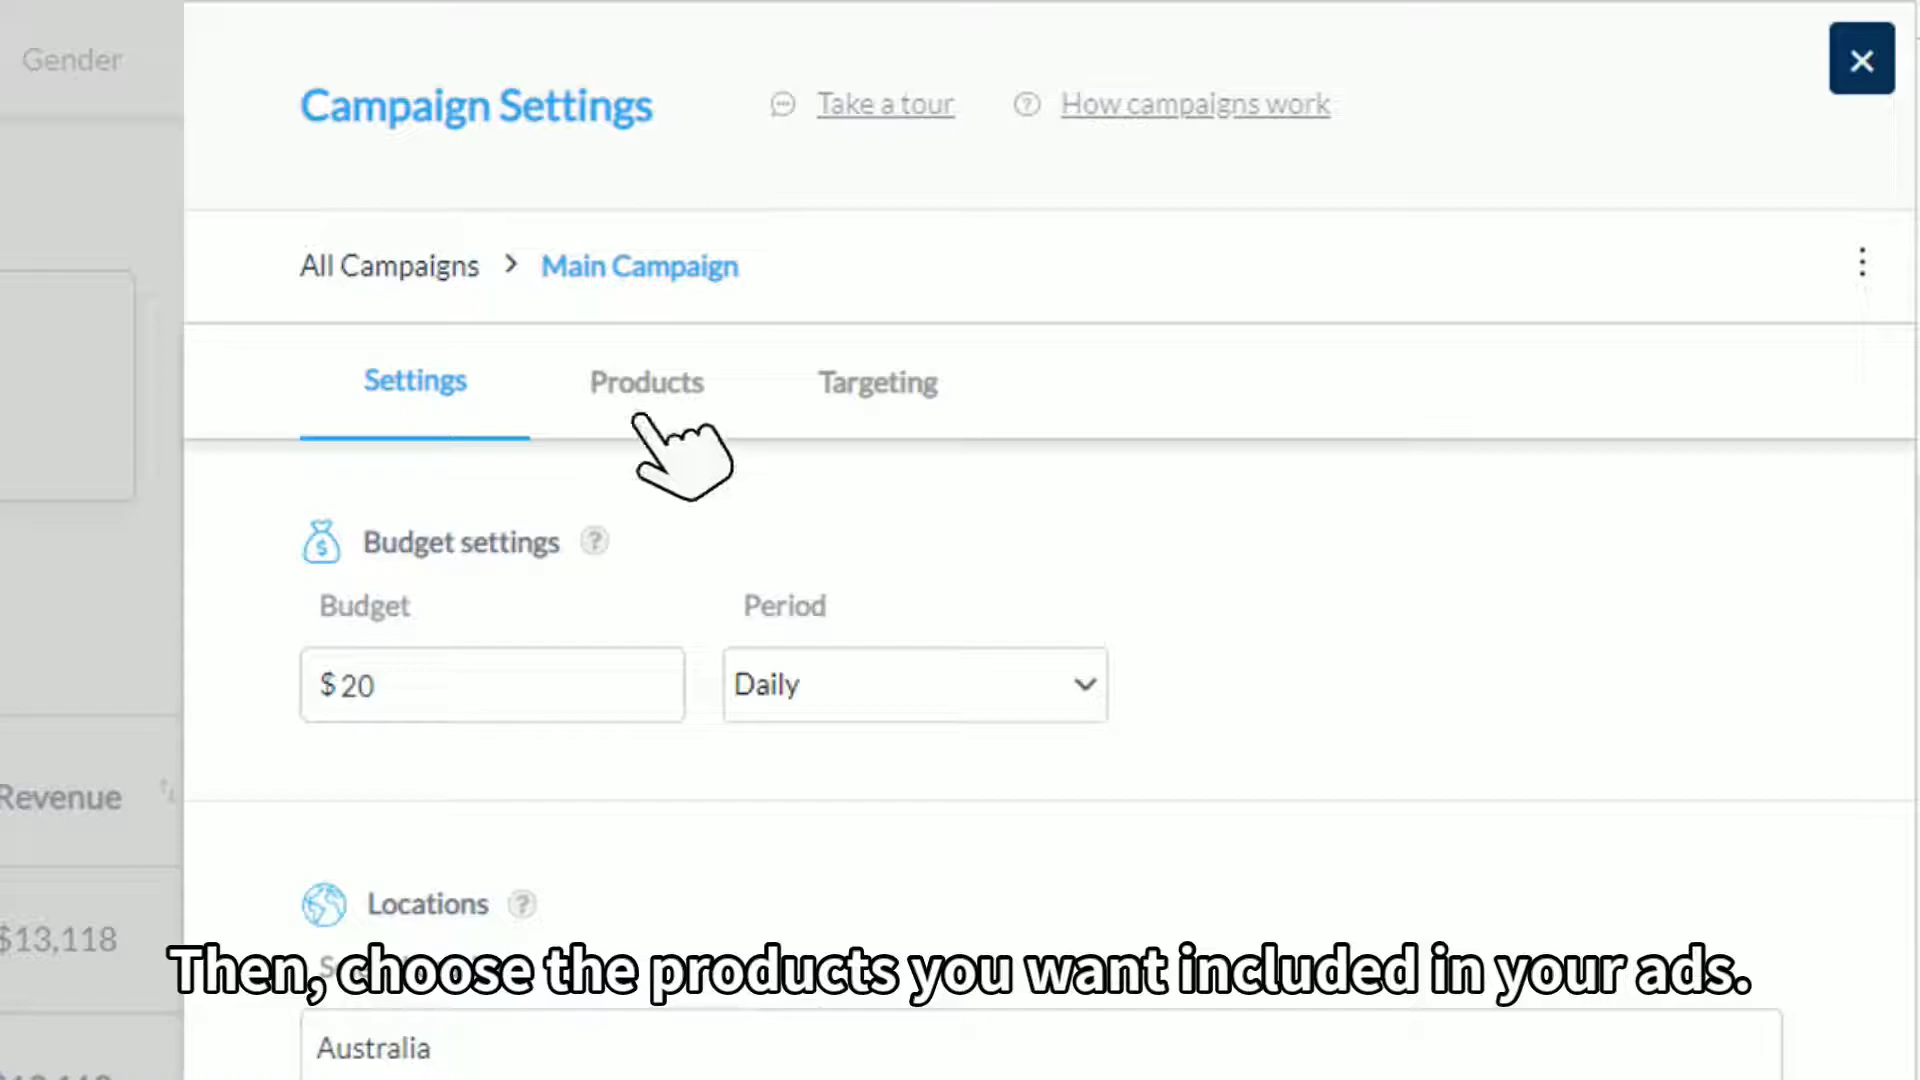 Gender
Campaign Settings
Take a tour
How campaigns work
All Campaigns > Main Campaign
Settings
Products
Targeting
Budget settings ?
Budget
Period
$ 20
Daily
Revenue
Locations ?
$13,118
Then, choose the products you want included in your ads.
Australia